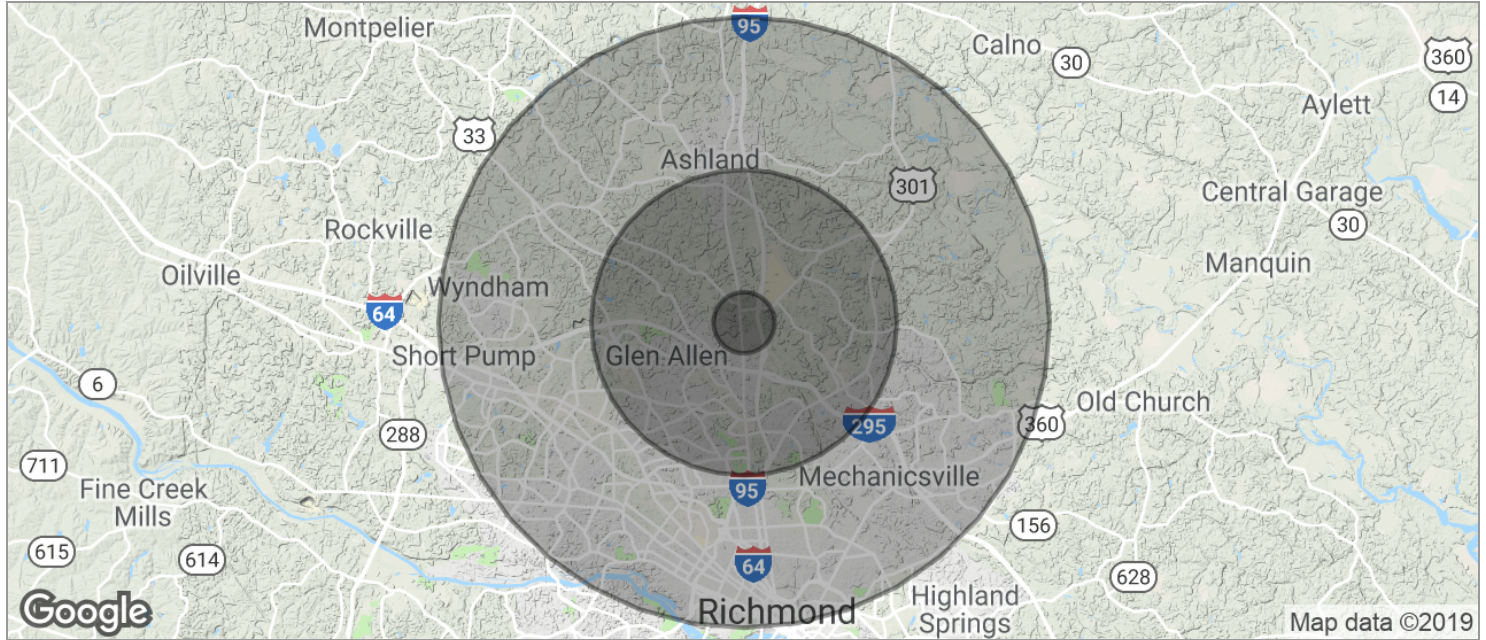 Montpelier
95
Calno
30
360
14
Aylett
33
Ashland
301
Central Garage
30
Rockville
Oilville
Wyndham
64
Manquin
Short Pump
Glen Allen
6
Old Church
360
295
288
711
Mechanicsville
95
Fine Creek
Mills
156
615
614
64
628
Richmond
Highland
Springs
Google
Map data ©2019